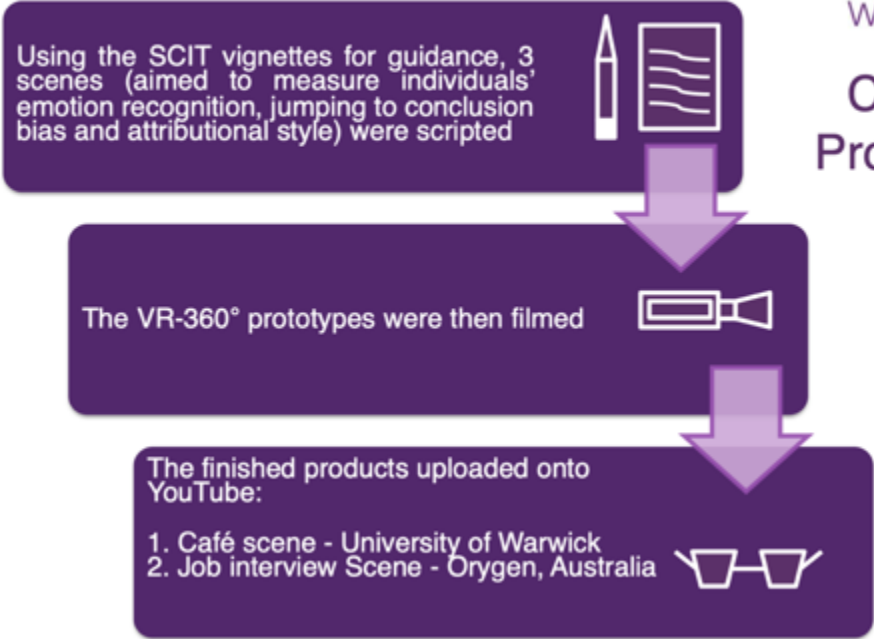 Using the SCIT vignettes for guidance, 3
scenes (aimed to measure individuals'
emotion recognition, jumping to conclusion
bias and attributional style) were scripted
The VR-360° prototypes were then filmed
The finished products uploaded onto
YouTube:
1. Café scene - University of Warwick
2. Job interview Scene - Orygen, Australia